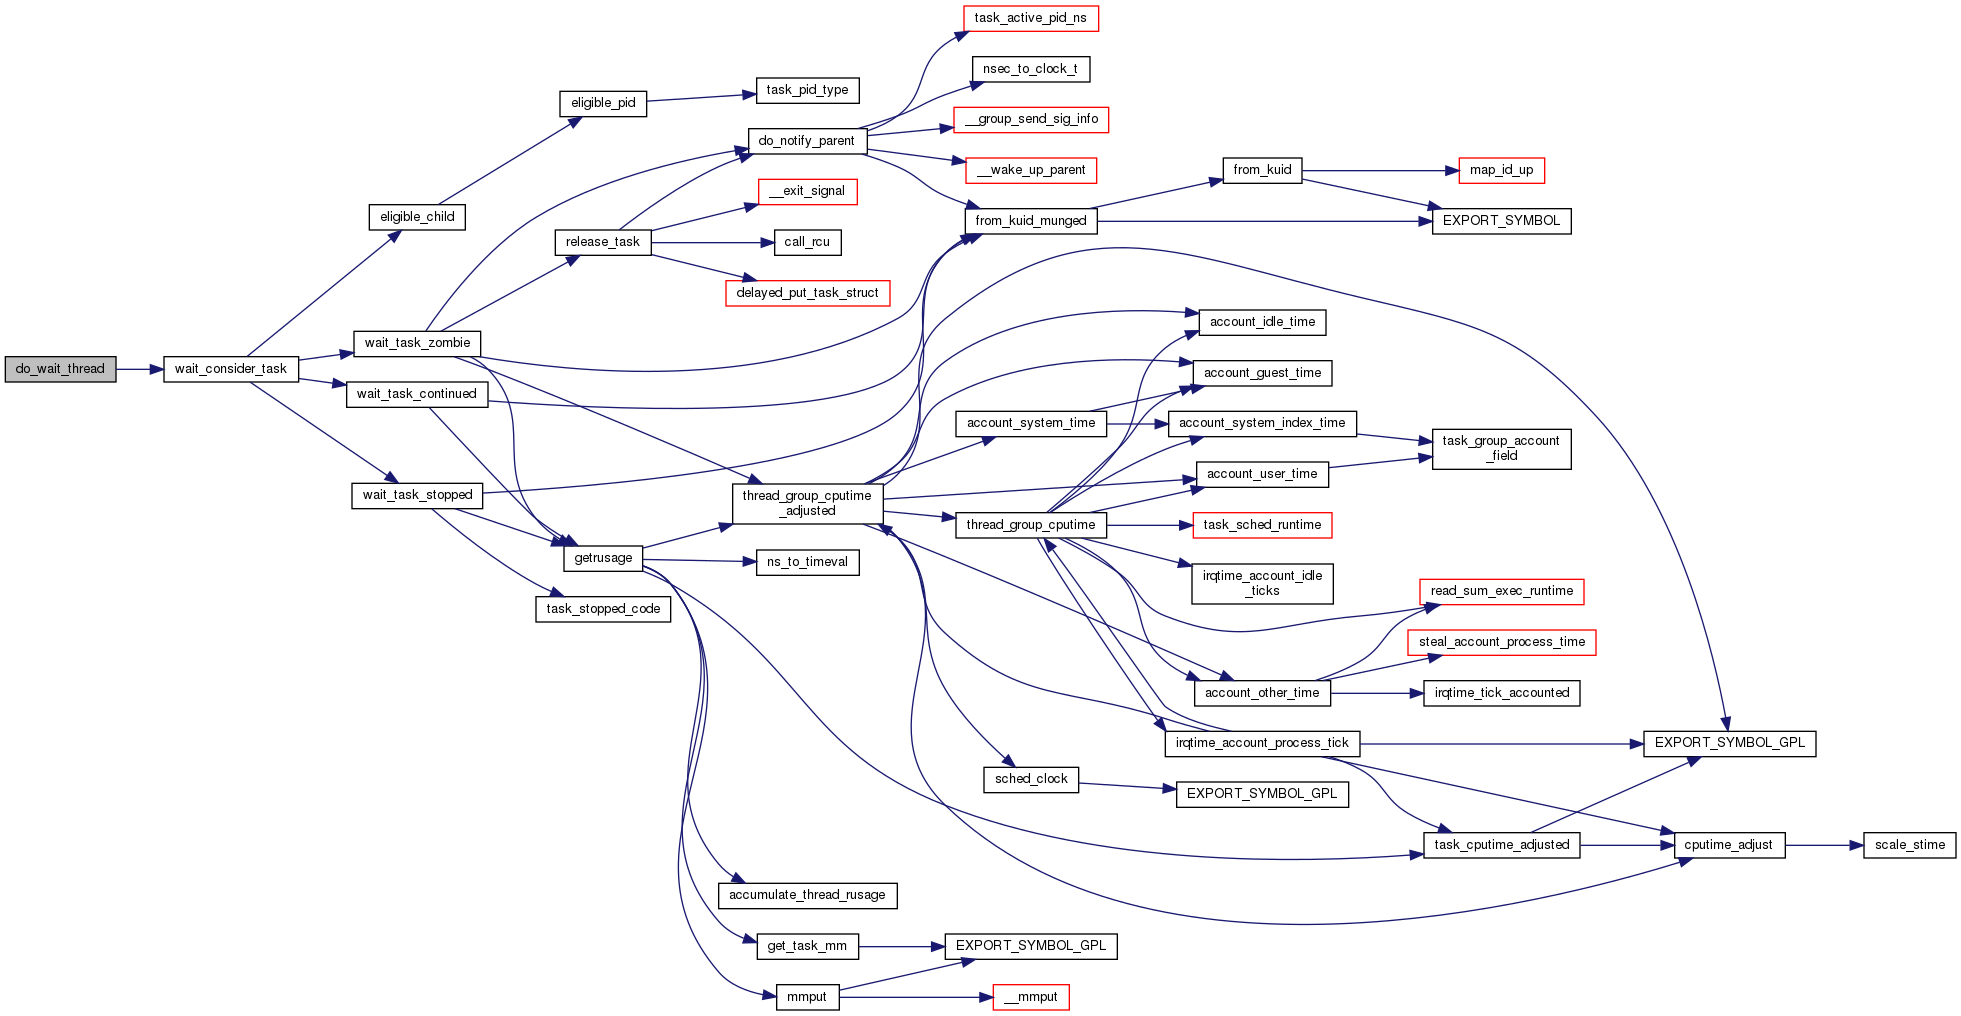 task_active_pid_ns
nsec_to_clock_t
task_pid_type
eligible_pid
__group_send_sig_info
do_notify_parent
__wake_up_parent
from_kuid
map_id_up
__exit_signal
eligible_child
from_kuid_munged
EXPORT_SYMBOL
release_task
call_rcu
delayed_put_task_struct
account_idle_time
wait_task_zombie
do_wait_thread
wait_consider_task
account_guest_time
wait_task_continued
account_system_time
account_system_index_time
task_group_account
_field
account_user_time
wait_task_stopped
thread_group_cputime
_adjusted
thread_group_cputime
task_sched_runtime
getrusage
ns_to_timeval
irqtime_account_idle
_ticks
read_sum_exec_runtime
task_stopped_code
steal_account_process_time
account_other_time
irqtime_tick_accounted
irqtime_account_process_tick
EXPORT_SYMBOL_GPL
sched_clock
EXPORT_SYMBOL_GPL
task_cputime_adjusted
cputime_adjust
scale_stime
accumulate_thread_rusage
get_task_mm
EXPORT_SYMBOL_GPL
mmput
__mmput